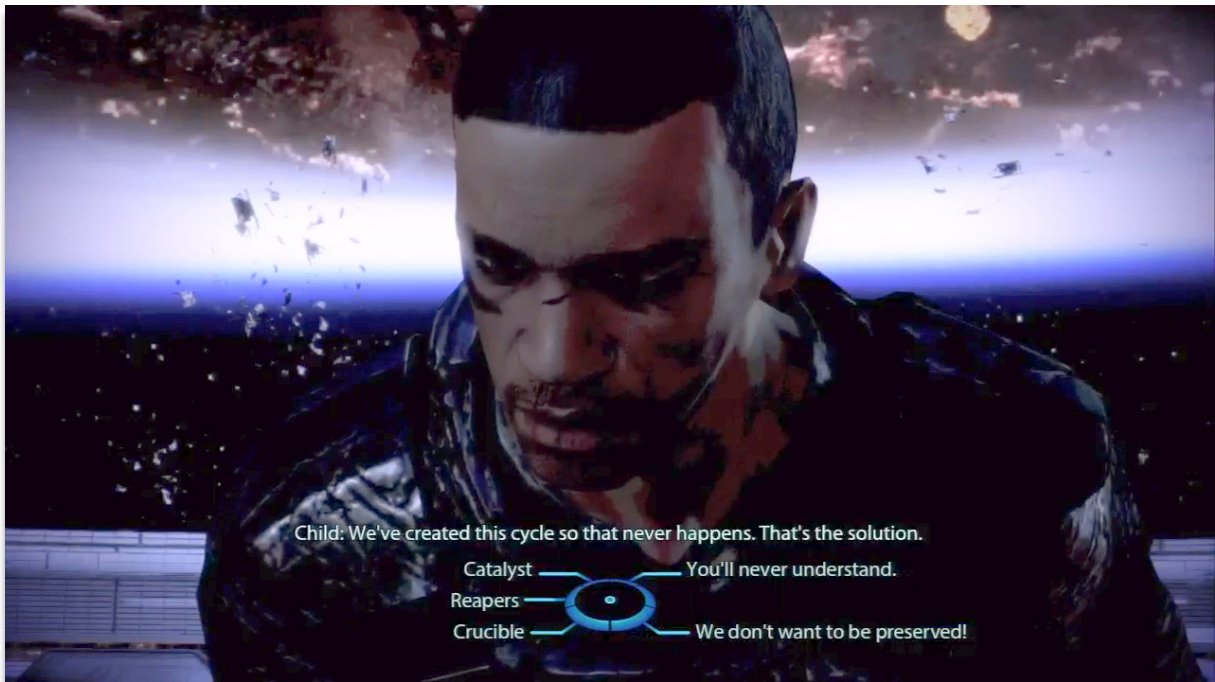 Child: We've created this cycle so that never happens. That's the solution.
Catalyst
You'll never understand.
Reapers
Crucible
We don't want to be preserved!